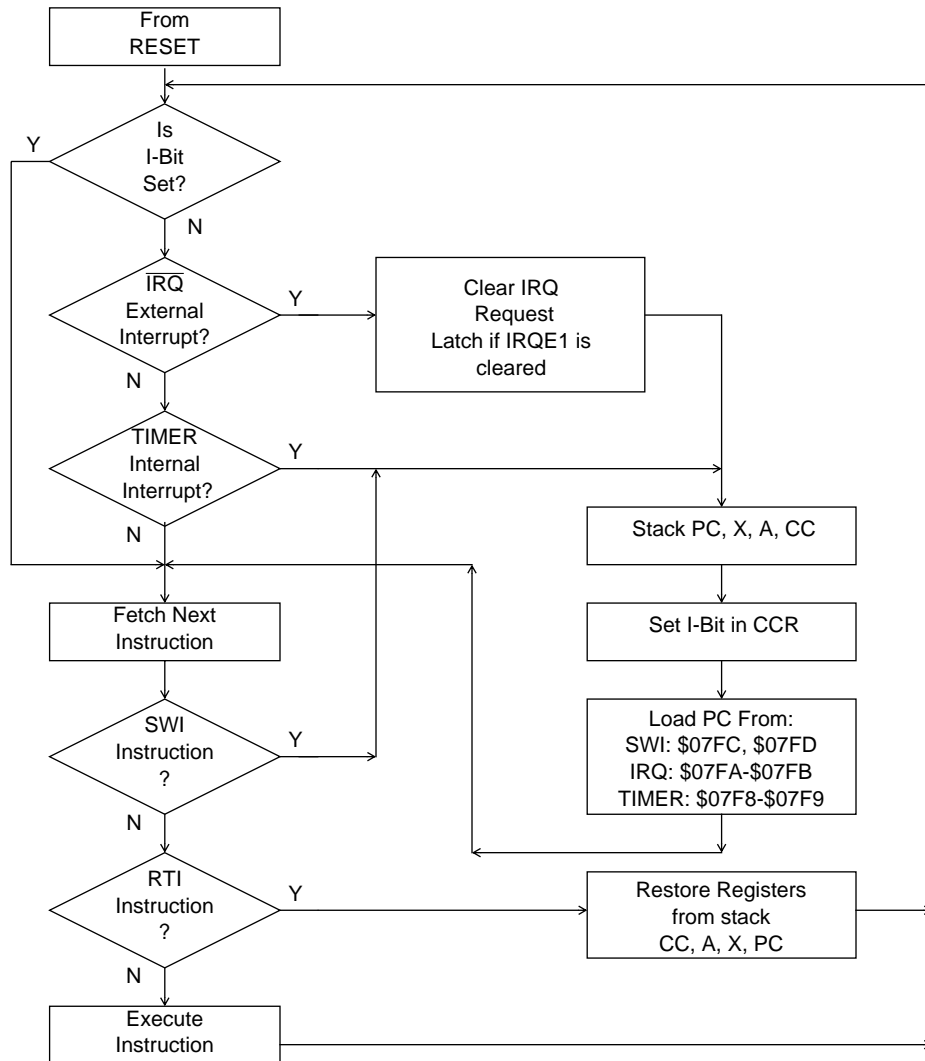 From
RESET
Is
I-Bit
Set?
Y
N
IRQ
External
Interrupt?
Y
N
Clear IRQ
Request
Latch if IRQE1 is
cleared
TIMER
Internal
Interrupt?
Y
N
Stack PC, X, A, CC
Fetch Next
Instruction
Set I-Bit in CCR
SWI
Instruction
?
Y
N
Load PC From:
SWI: $07FC, $07FD
IRQ: $07FA-$07FB
TIMER: $07F8-$07F9
RTI
Instruction
?
Y
N
Restore Registers
from stack
CC, A, X, PC
Execute
Instruction